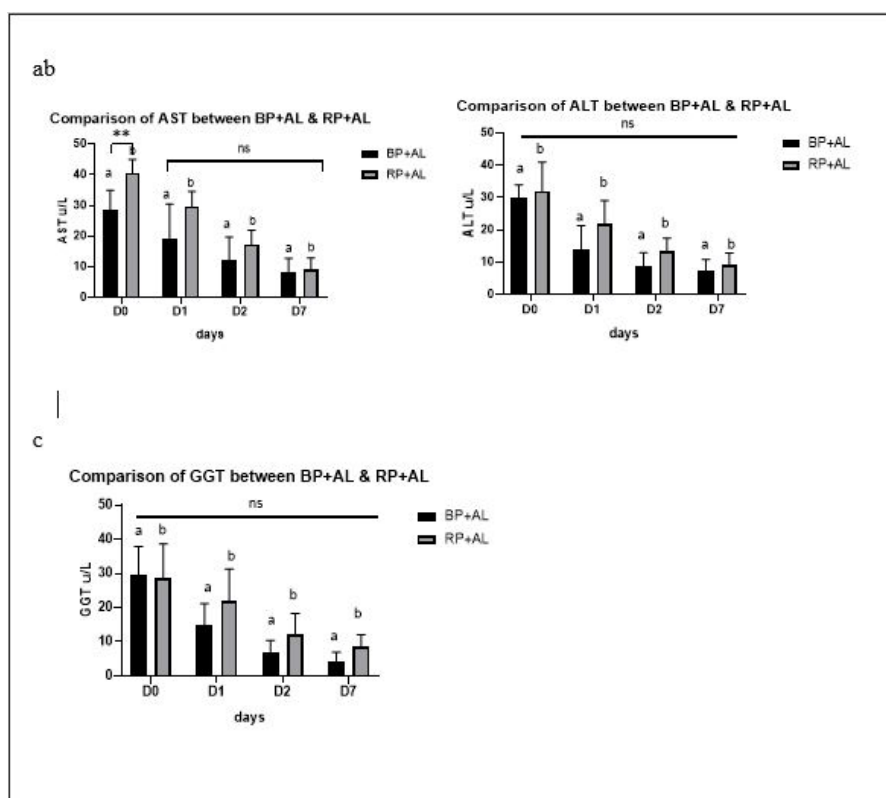 ab
Comparison of AST between BP+AL & RP+AL
**
50
40
30
20
10
0
AST u/L
a b
a b
a b
a b
ns
BP+AL
RP+AL
D0 D1 D2 D7
days
Comparison of ALT between BP+AL & RP+AL
ns
50
40
30
20
10
0
ALT u/L
a b
a b
a b
a b
BP+AL
RP+AL
D0 D1 D2 D7
days
c
Comparison of GGT between BP+AL & RP+AL
ns
50
40
30
20
10
0
GGT u/L
a b
a b
a b
a b
BP+AL
RP+AL
D0 D1 D2 D7
days